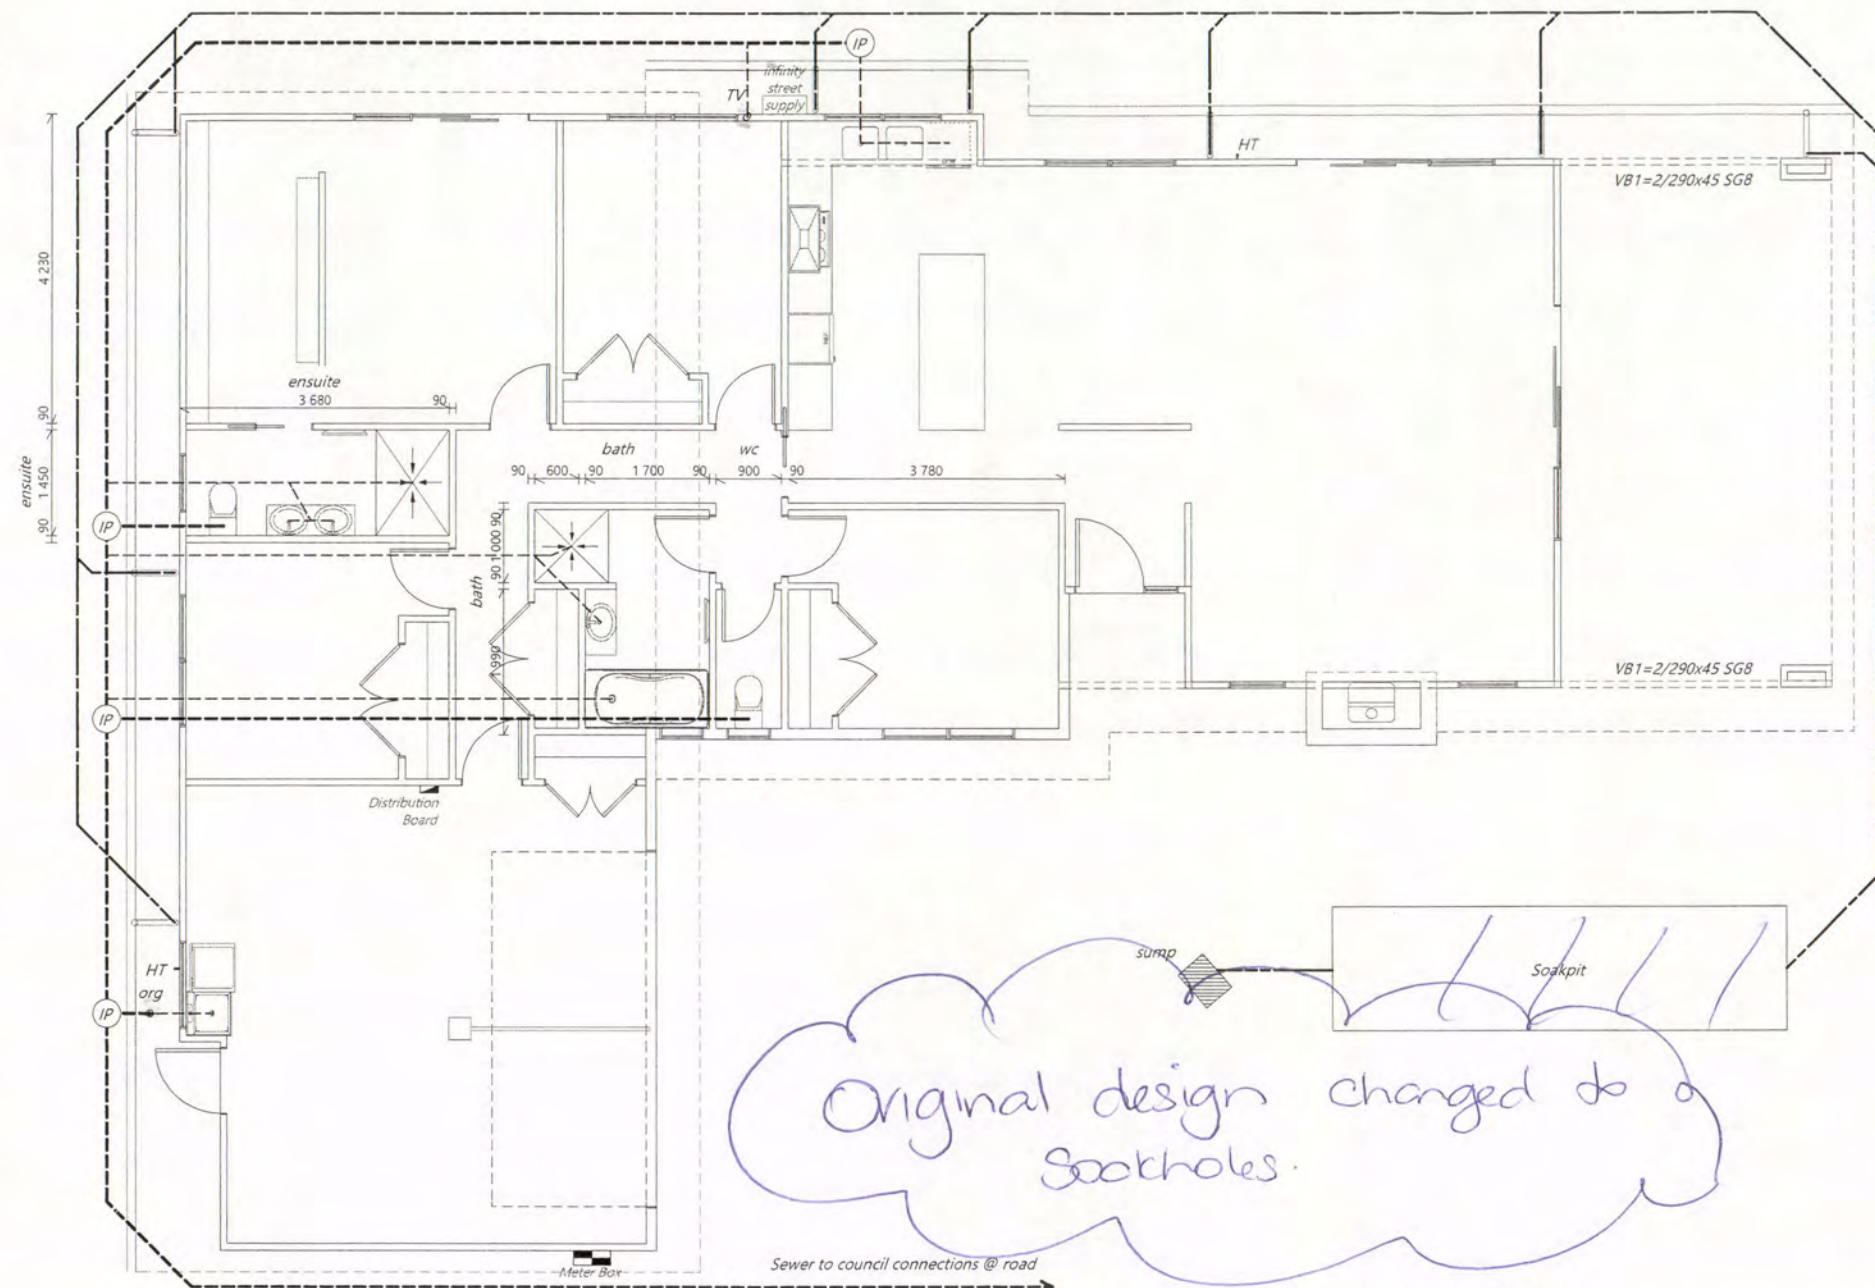 IP
TV
infinity
street
supply
HT
VB1=2/290x45 SG8
4 230
ensuite
3 680
90
90
bath
wc
90
600
90
1 700
90
900
90
3 780
ensuite
1 450
90
IP
90
1 000
90
bath
1 990
VB1=2/290x45 SG8
IP
Distribution
Board
sump
Soakpit
HT
org
IP
Original design changed to
Soakholes.
Sewer to council connections @ road
Meter Box